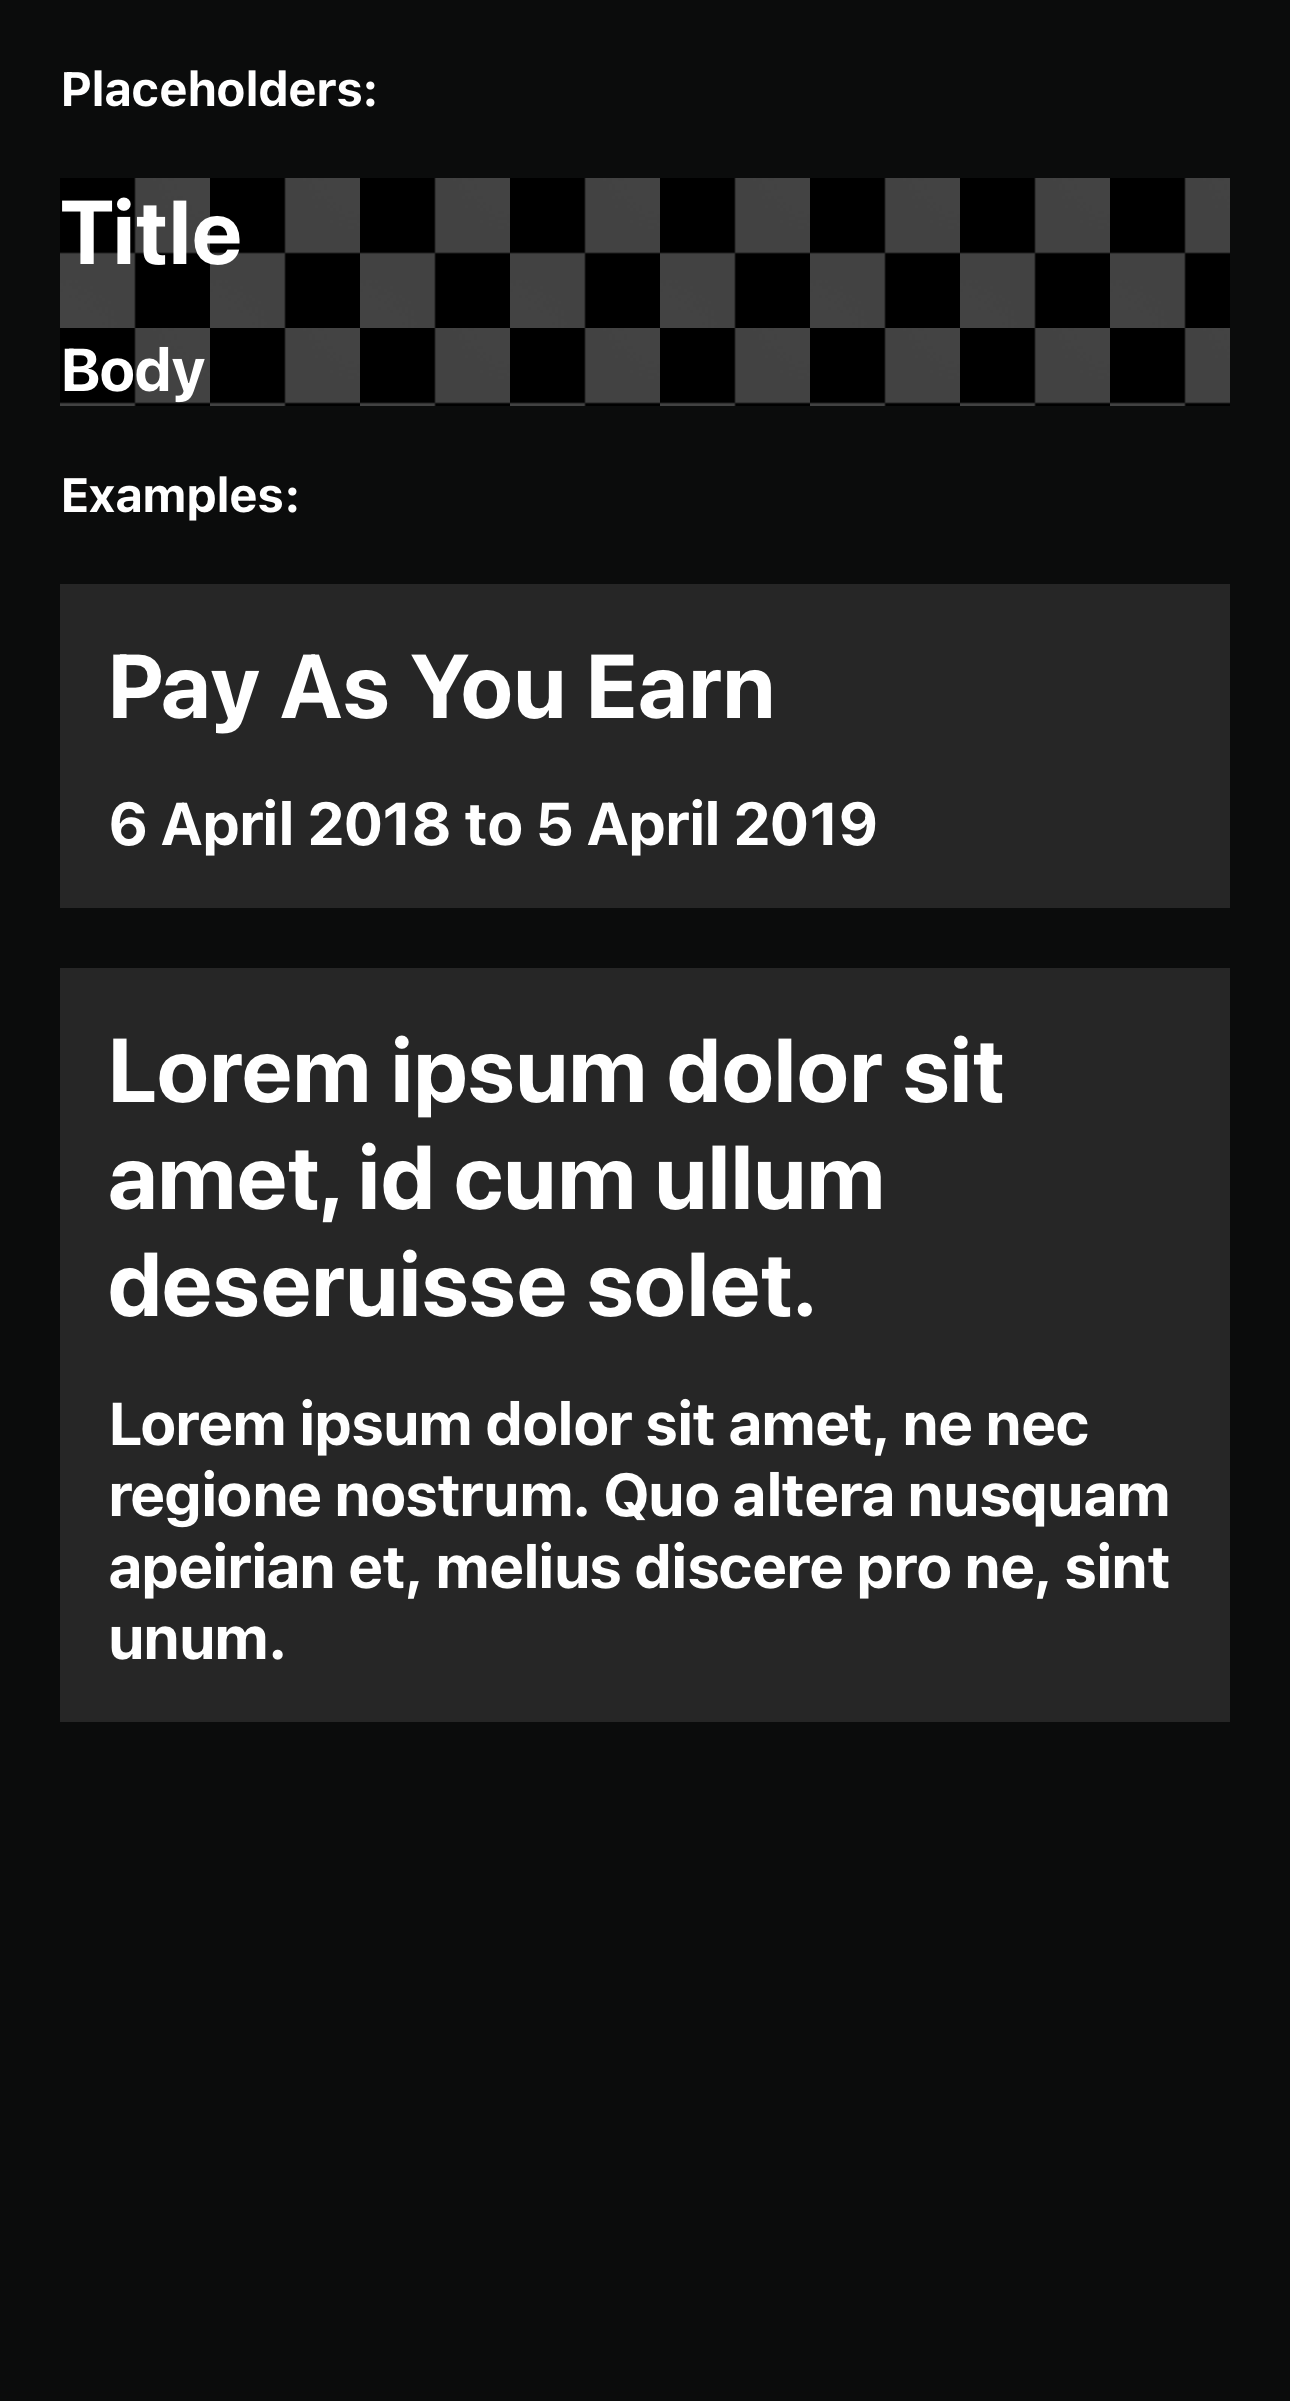 Placeholders:
Title
Body
Examples:
Pay As You Earn
6 April 2018 to 5 April 2019
Lorem ipsum dolor sit
amet, id cum ullum
deseruisse solet.
Lorem ipsum dolor sit amet, ne nec
regione nostrum. Quo altera nusquam
apeirian et, melius discere pro ne, sint
unum.